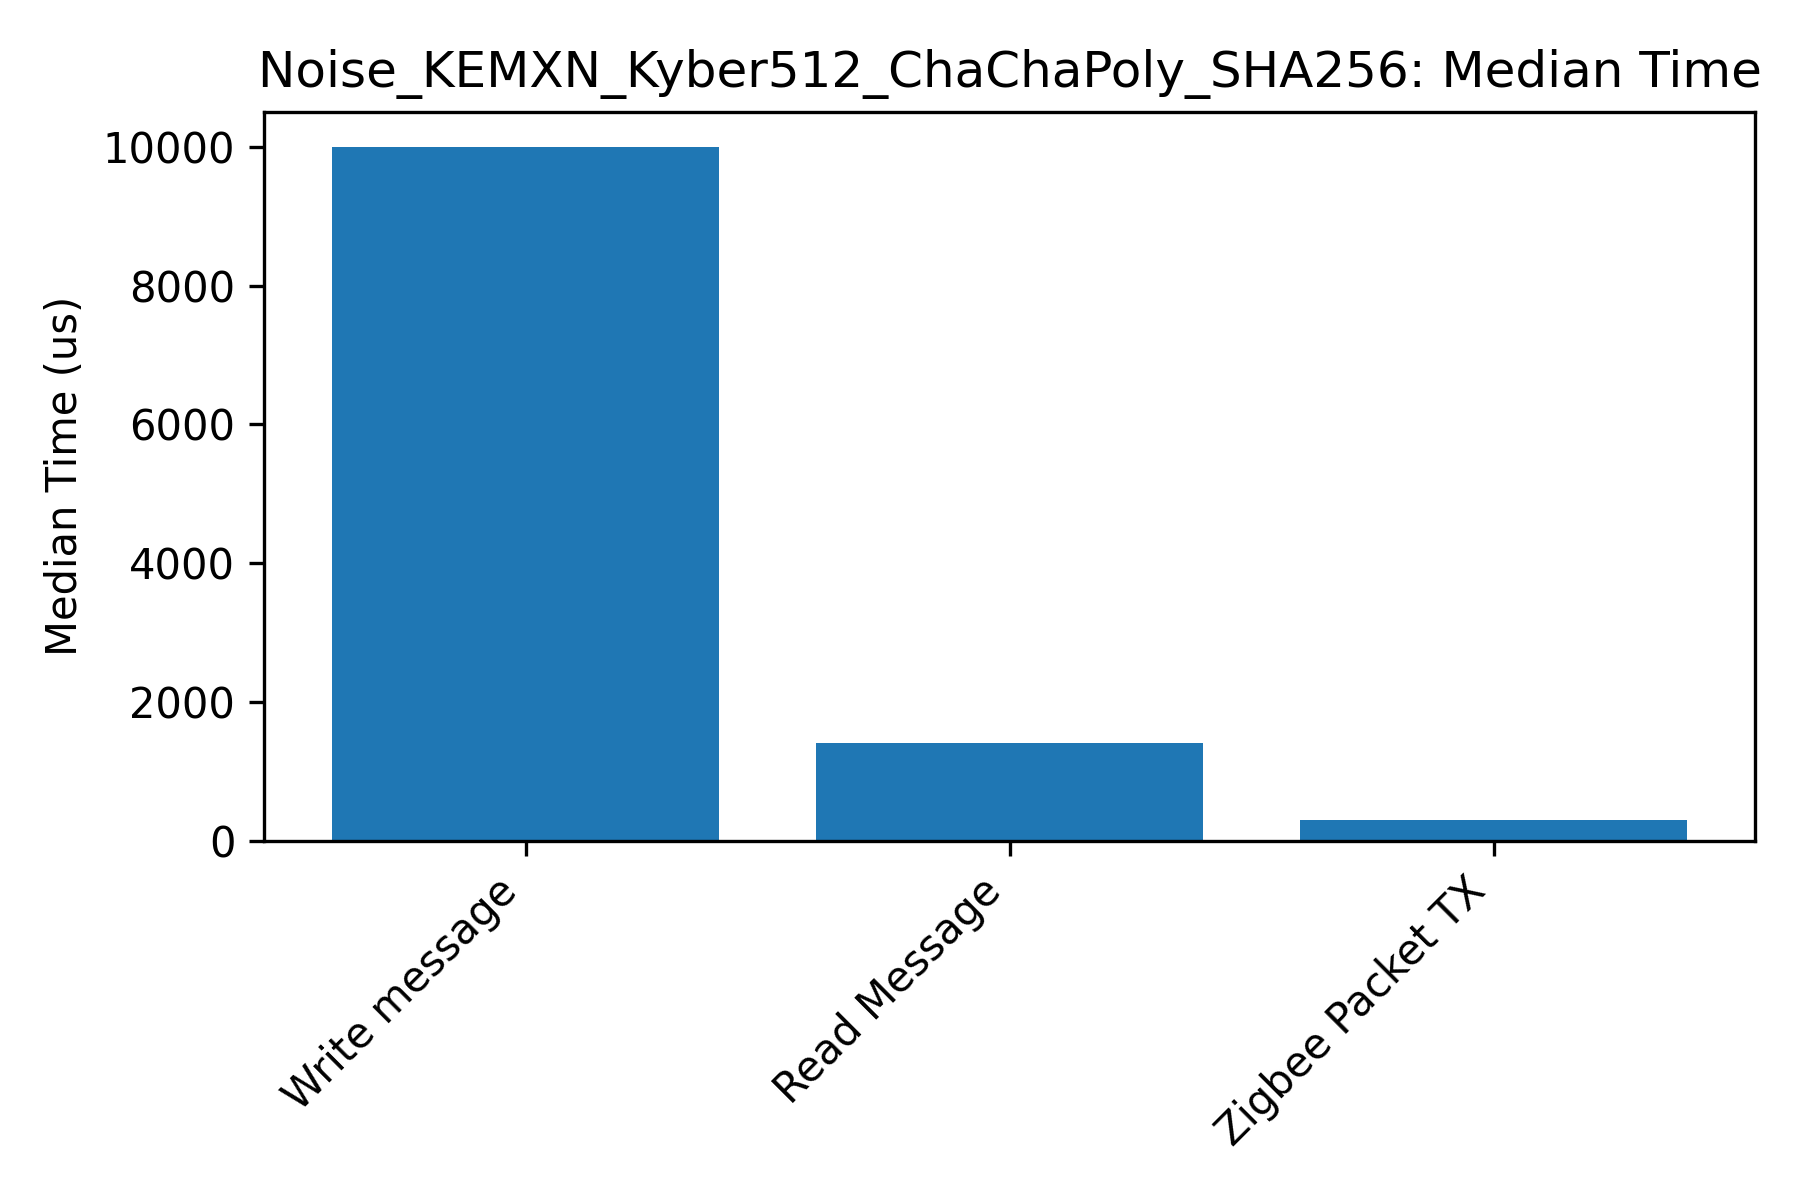 Noise_KEMXN_Kyber512_ChaChaPoly_SHA256: Median Time
Median Time (us)
10000
8000
6000
4000
2000
0
Write message
Read Message
Zigbee Packet TX